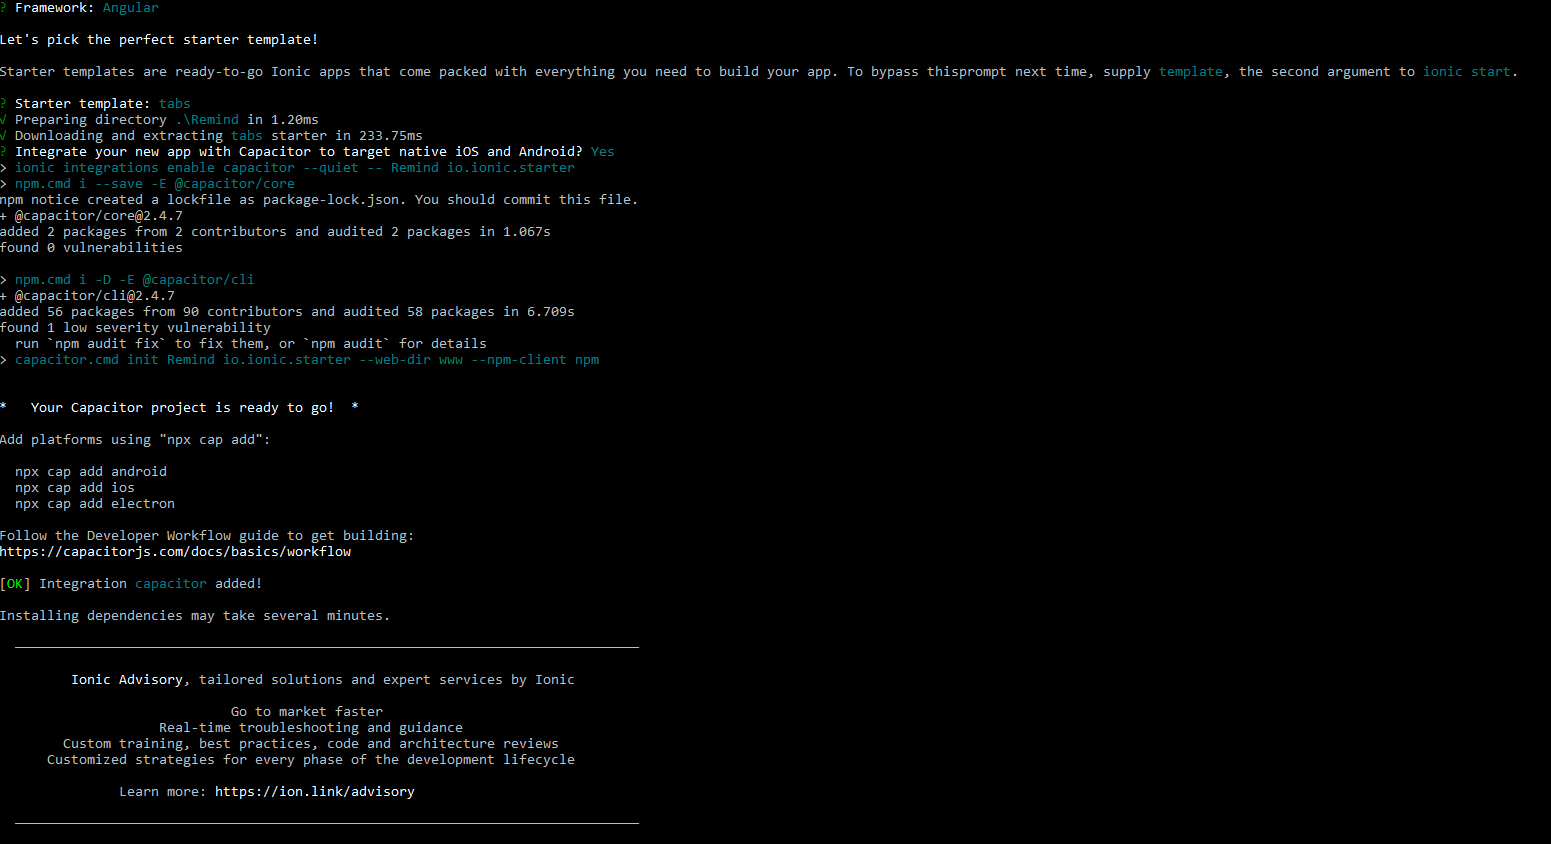 ? Framework: Angular
Let's pick the perfect starter template!
Starter templates are ready-to-go Ionic apps that come packed with everything you need to build your app. To bypass thisprompt next time, supply template, the second argument to ionic start.
? Starter template: tabs
√ Preparing directory .\Remind in 1.20ms
√ Downloading and extracting tabs starter in 233.75ms
? Integrate your new app with Capacitor to target native iOS and Android? Yes
> ionic integrations enable capacitor --quiet -- Remind io.ionic.starter
> npm.cmd i --save -E @capacitor/core
npm notice created a lockfile as package-lock.json. You should commit this file.
+ @capacitor/core@2.4.7
added 2 packages from 2 contributors and audited 2 packages in 1.067s
found 0 vulnerabilities
> npm.cmd i -D -E @capacitor/cli
+ @capacitor/cli@2.4.7
added 56 packages from 90 contributors and audited 58 packages in 6.709s
found 1 low severity vulnerability
run `npm audit fix` to fix them, or `npm audit` for details
> capacitor.cmd init Remind io.ionic.starter --web-dir www --npm-client npm
* Your Capacitor project is ready to go! *
Add platforms using "npx cap add":
npx cap add android
npx cap add ios
npx cap add electron
Follow the Developer Workflow guide to get building:
https://capacitorjs.com/docs/basics/workflow
[OK] Integration capacitor added!
Installing dependencies may take several minutes.
Ionic Advisory, tailored solutions and expert services by Ionic
Go to market faster
Real-time troubleshooting and guidance
Custom training, best practices, code and architecture reviews
Customized strategies for every phase of the development lifecycle
Learn more: https://ion.link/advisory